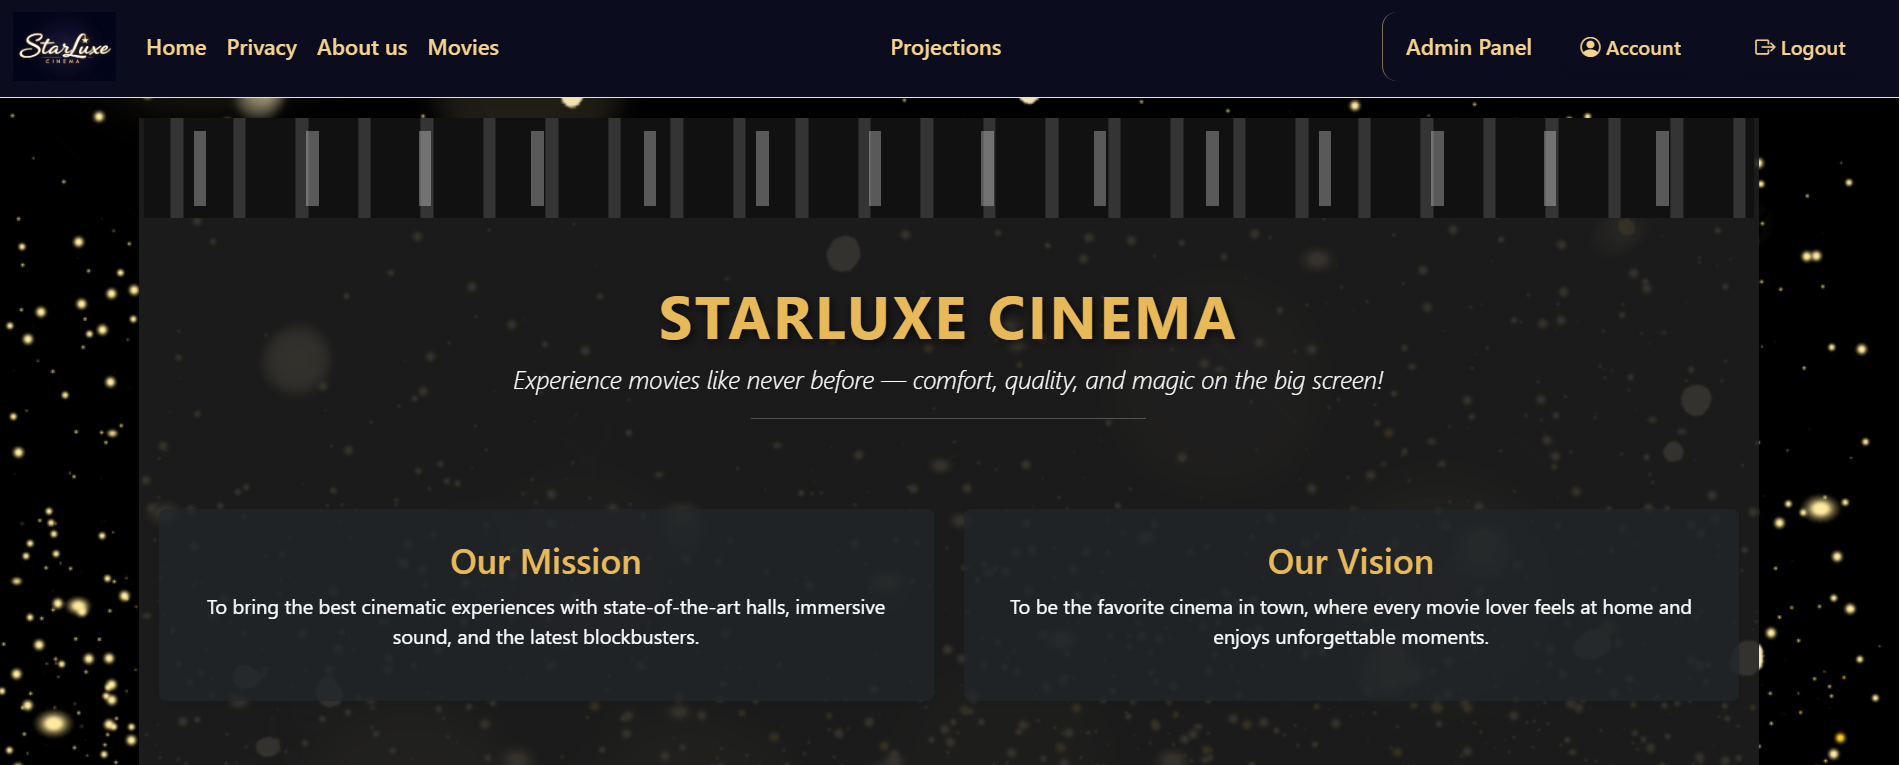 StarLuxe
CINEMA
Home Privacy About us Movies Projections Admin Panel Account Logout
STARLUXE CINEMA
Experience movies like never before — comfort, quality, and magic on the big screen!
Our Mission
To bring the best cinematic experiences with state-of-the-art halls, immersive
sound, and the latest blockbusters.
Our Vision
To be the favorite cinema in town, where every movie lover feels at home and
enjoys unforgettable moments.